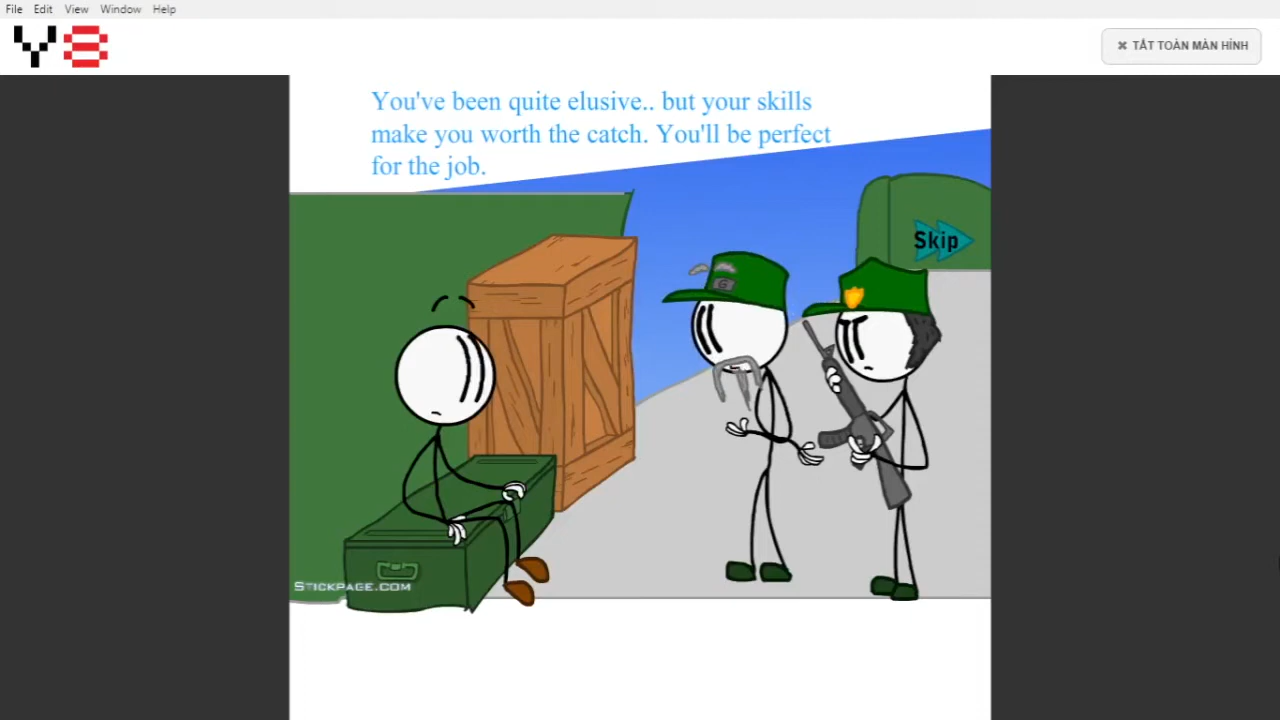 File Edit View Window Help
Y8
✖ TẮT TOÀN MÀN HÌNH
You've been quite elusive.. but your skills
make you worth the catch. You'll be perfect
for the job.
Skip
G
STICKPAGE.COM